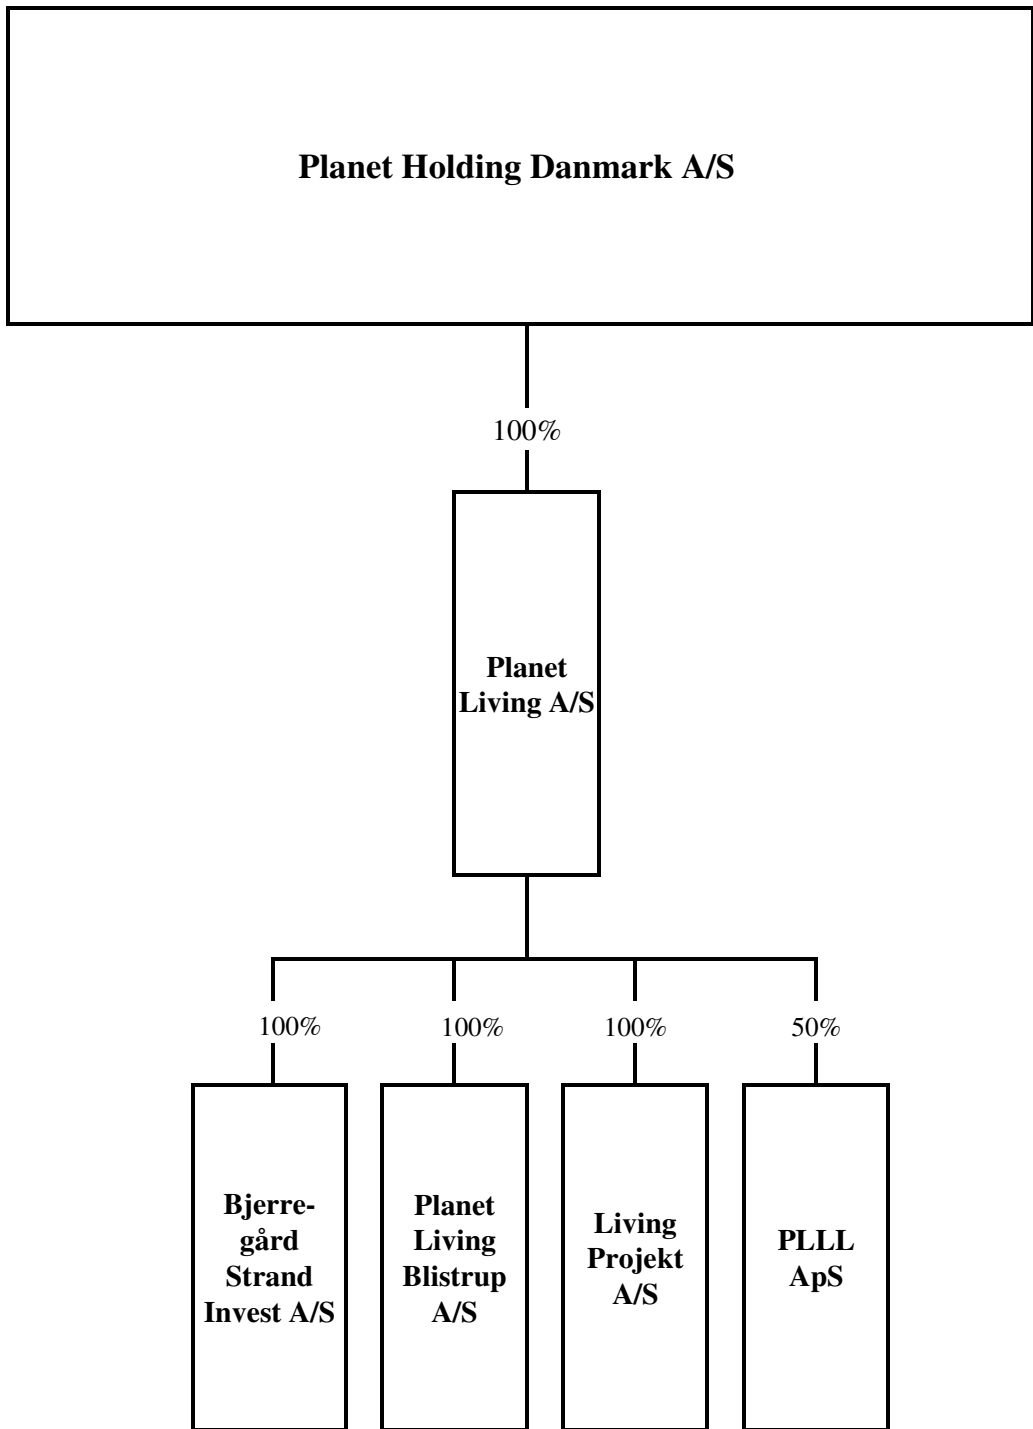 Planet Holding Danmark A/S
100%
Planet
Living A/S
100%
100%
100%
50%
Bjerre-
gård
Strand
Invest A/S
Planet
Living
Blistrup
A/S
Living
Projekt
A/S
PLLL
ApS